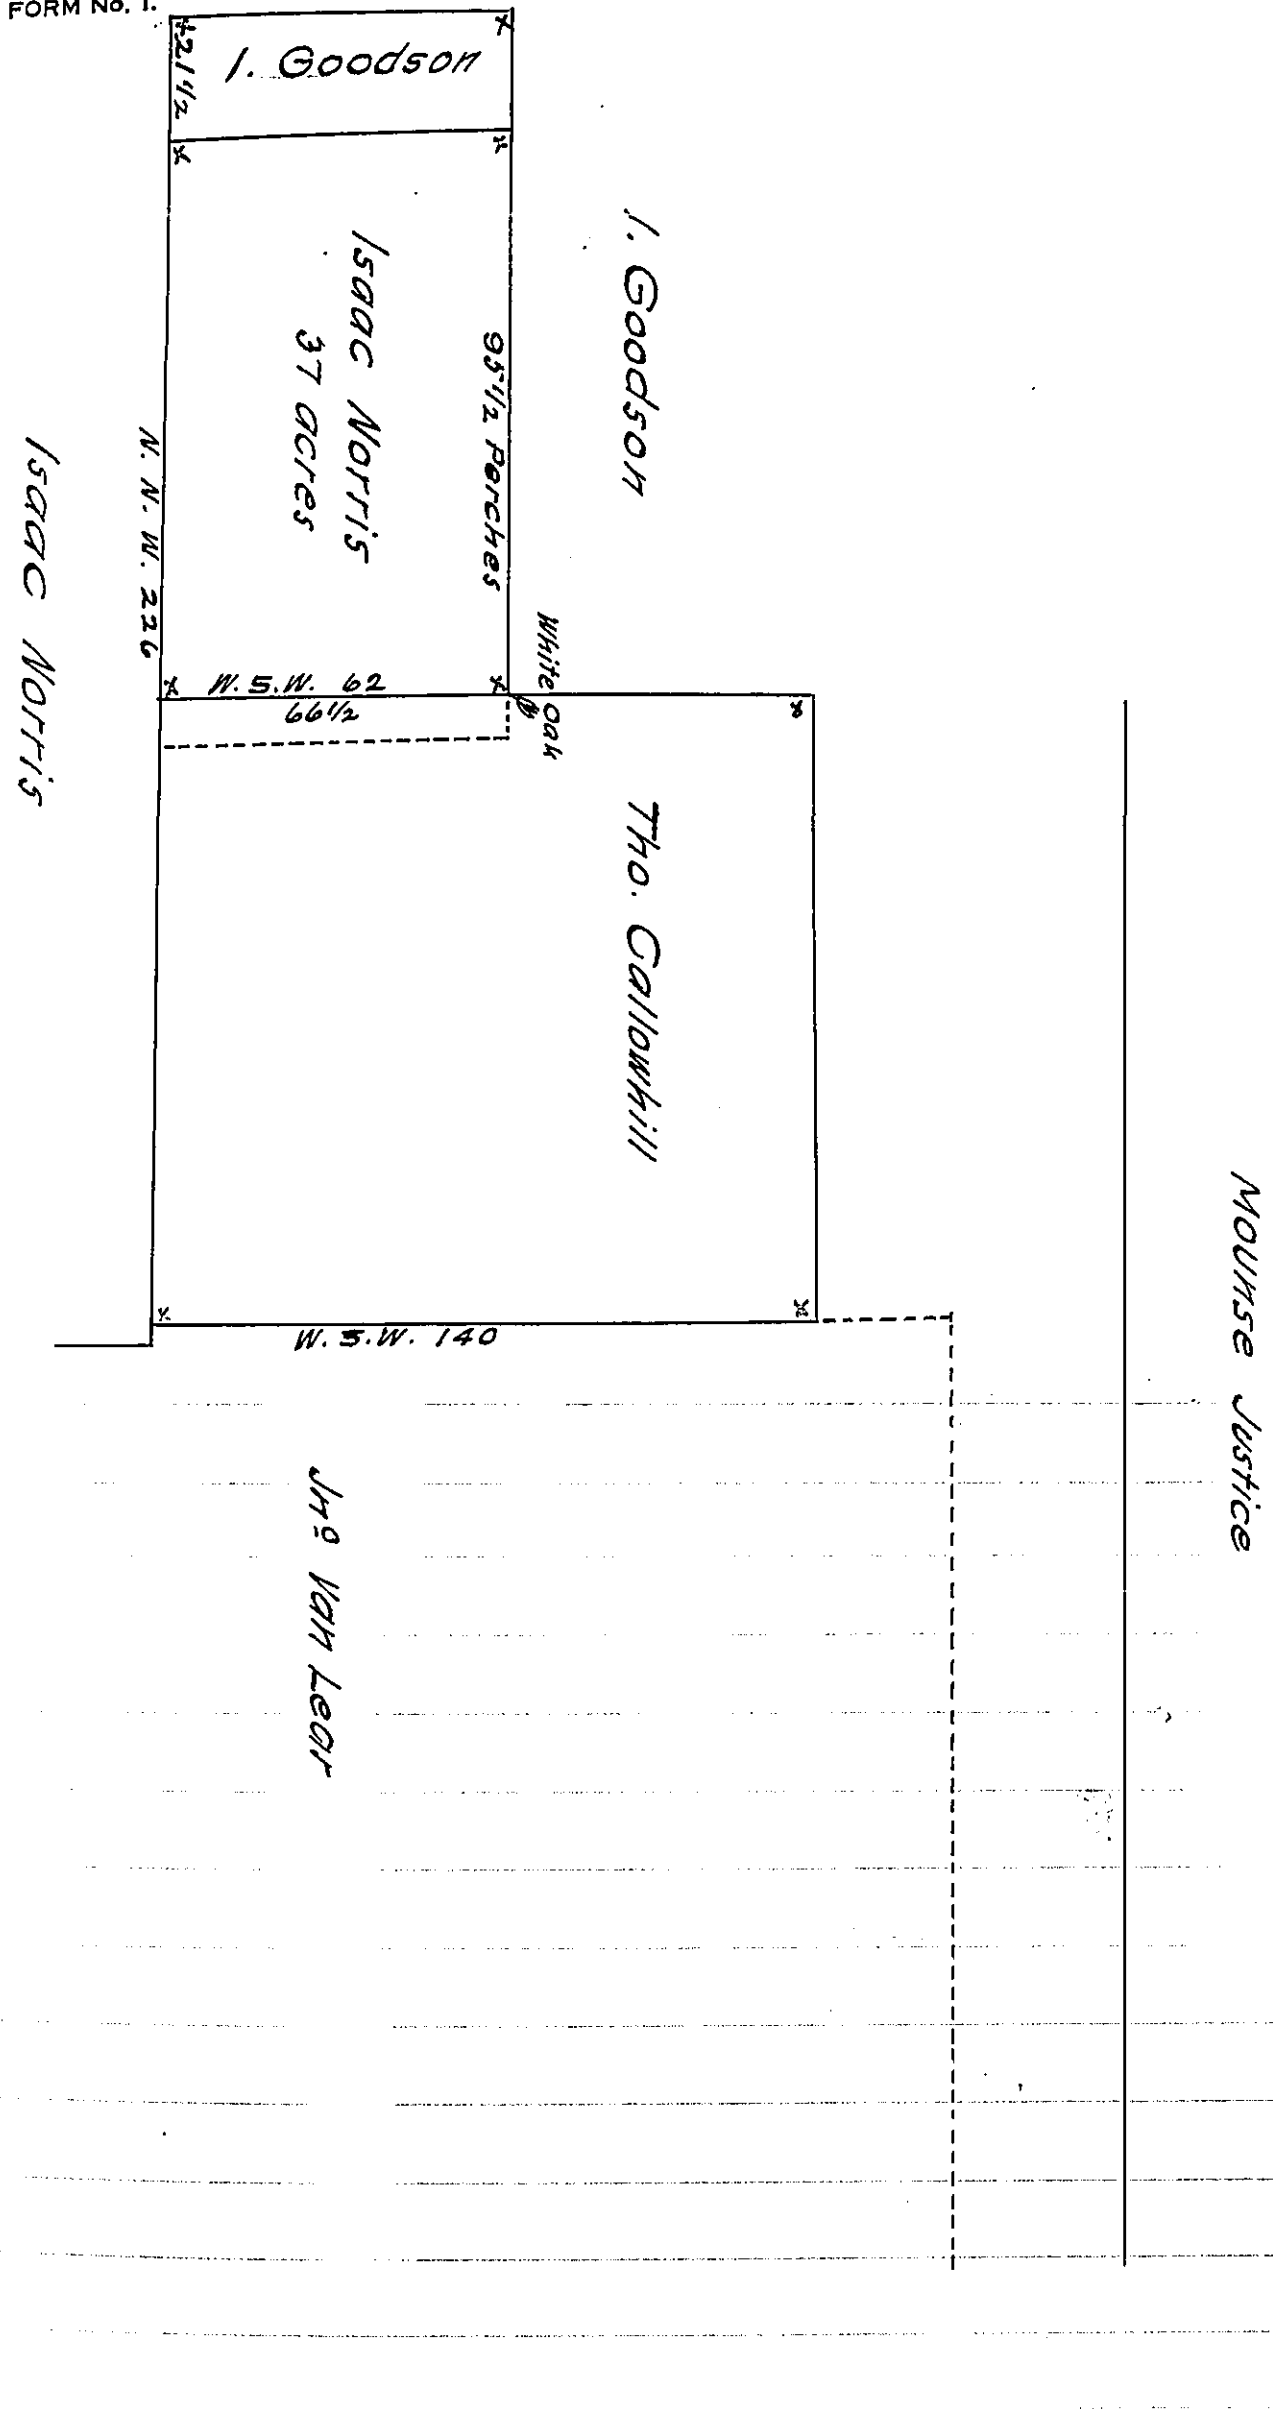 FORM No. 1.
I. Goodson
21 1/2
I. Goodson
Isaac Norris
37 acres
95 1/2 Perches
N. N. W. 226
Isaac Norris
W. S. W. 62
66 1/2
White Oak
Tho. Callowhill
W. S. W. 140
Mounse Justice
Jnº Van Lear